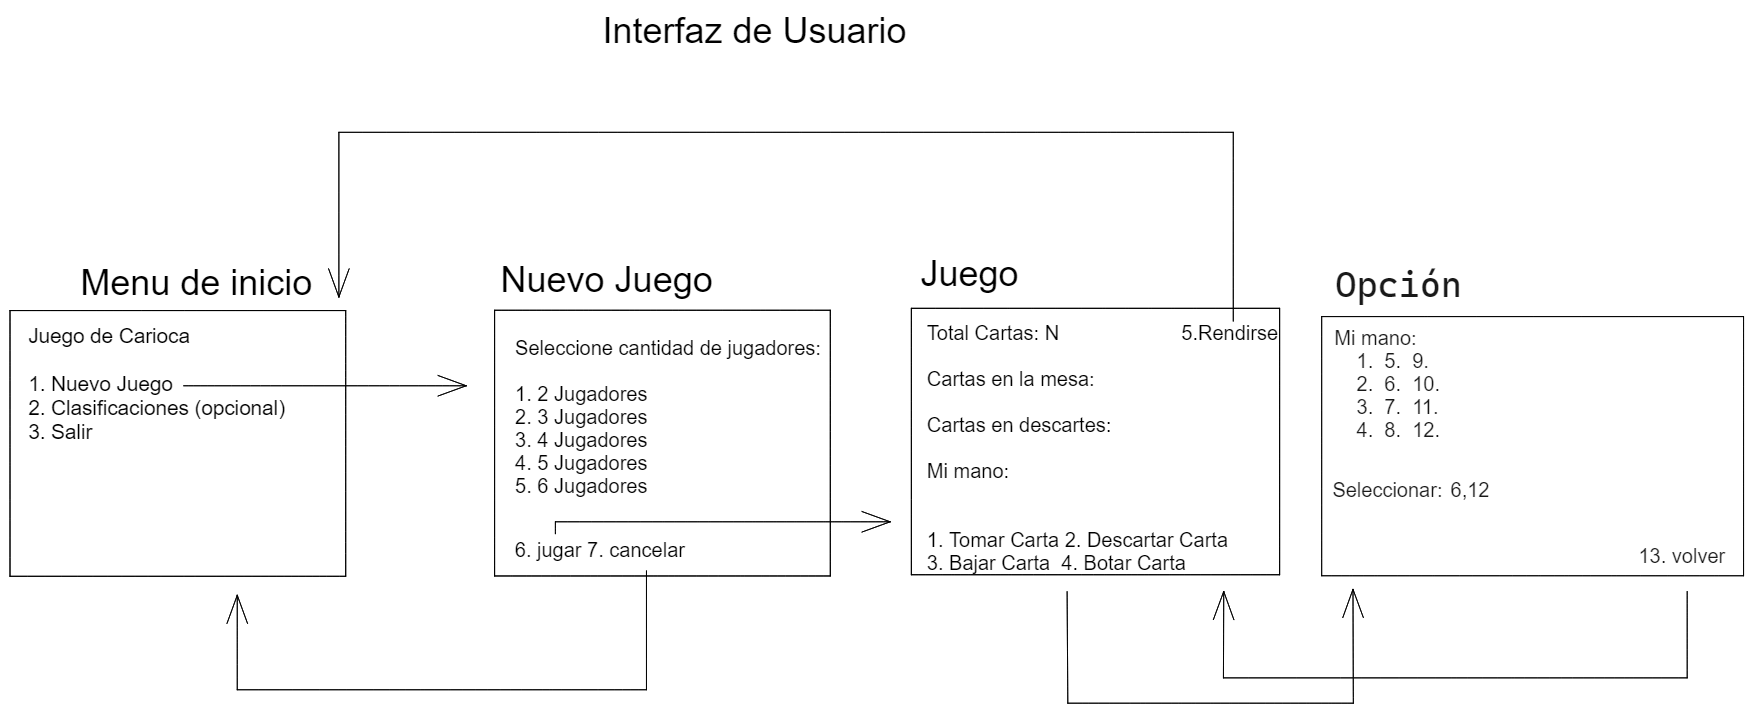 Interfaz de Usuario
Menu de inicio
Juego de Carioca
1. Nuevo Juego
2. Clasificaciones (opcional)
3. Salir
Nuevo Juego
Seleccione cantidad de jugadores:
1. 2 Jugadores
2. 3 Jugadores
3. 4 Jugadores
4. 5 Jugadores
5. 6 Jugadores
6. jugar 7. cancelar
Juego
Total Cartas: N 5.Rendirse
Cartas en la mesa:
Cartas en descartes:
Mi mano:
1. Tomar Carta 2. Descartar Carta
3. Bajar Carta 4. Botar Carta
Opción
Mi mano:
1. 5. 9.
2. 6. 10.
3. 7. 11.
4. 8. 12.
Seleccionar: 6,12
13. volver